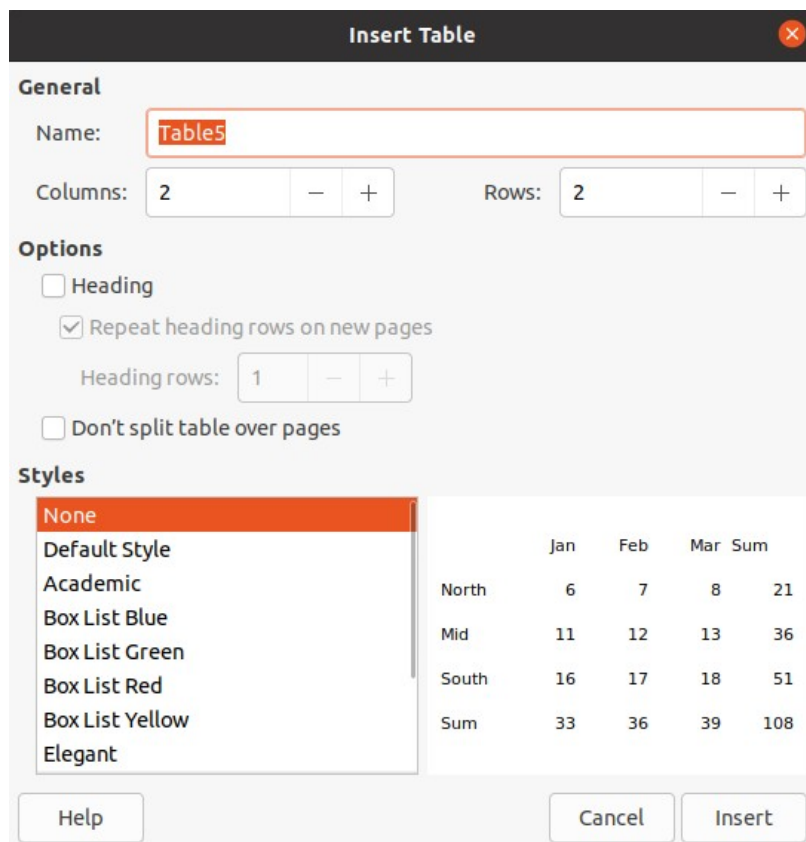 Insert Table
General
Name: Table5
Columns: 2 Rows: 2
Options
Heading
Repeat heading rows on new pages
Heading rows: 1
Don't split table over pages
Styles
None
Default Style
Academic
Box List Blue
Box List Green
Box List Red
Box List Yellow
Elegant
Jan Feb Mar Sum
North 6 7 8 21
Mid 11 12 13 36
South 16 17 18 51
Sum 33 36 39 108
Help Cancel Insert